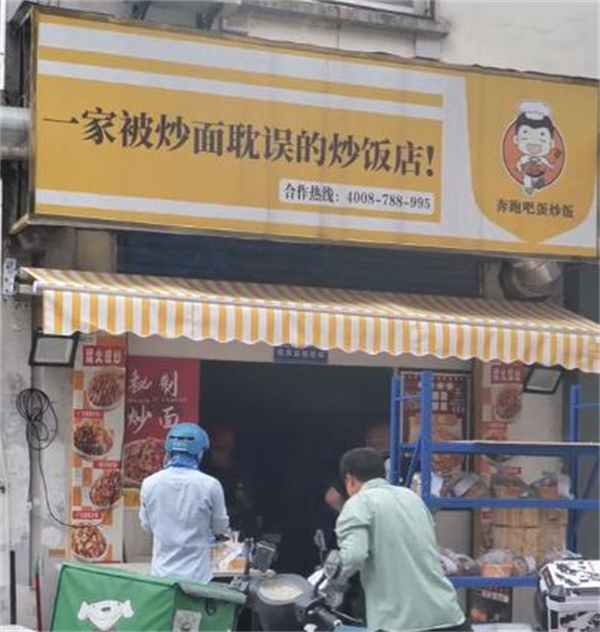 一家被炒面耽误的炒饭店!
合作热线: 4008-788-995
奔跑吧蛋炒饭
秘制
炒面